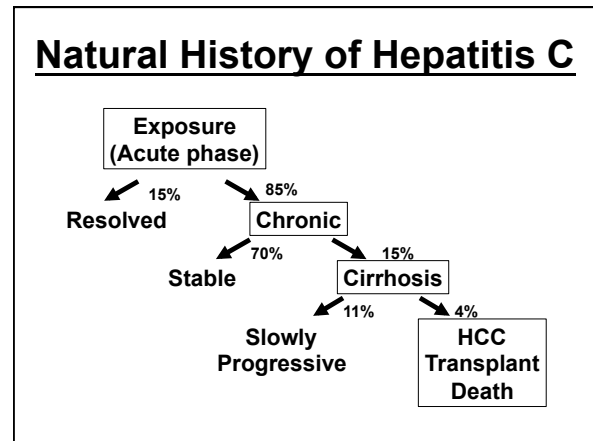 Natural History of Hepatitis C
Exposure
(Acute phase)
15%
85%
Resolved
Chronic
70%
15%
Stable
Cirrhosis
11%
4%
Slowly
Progressive
HCC
Transplant
Death